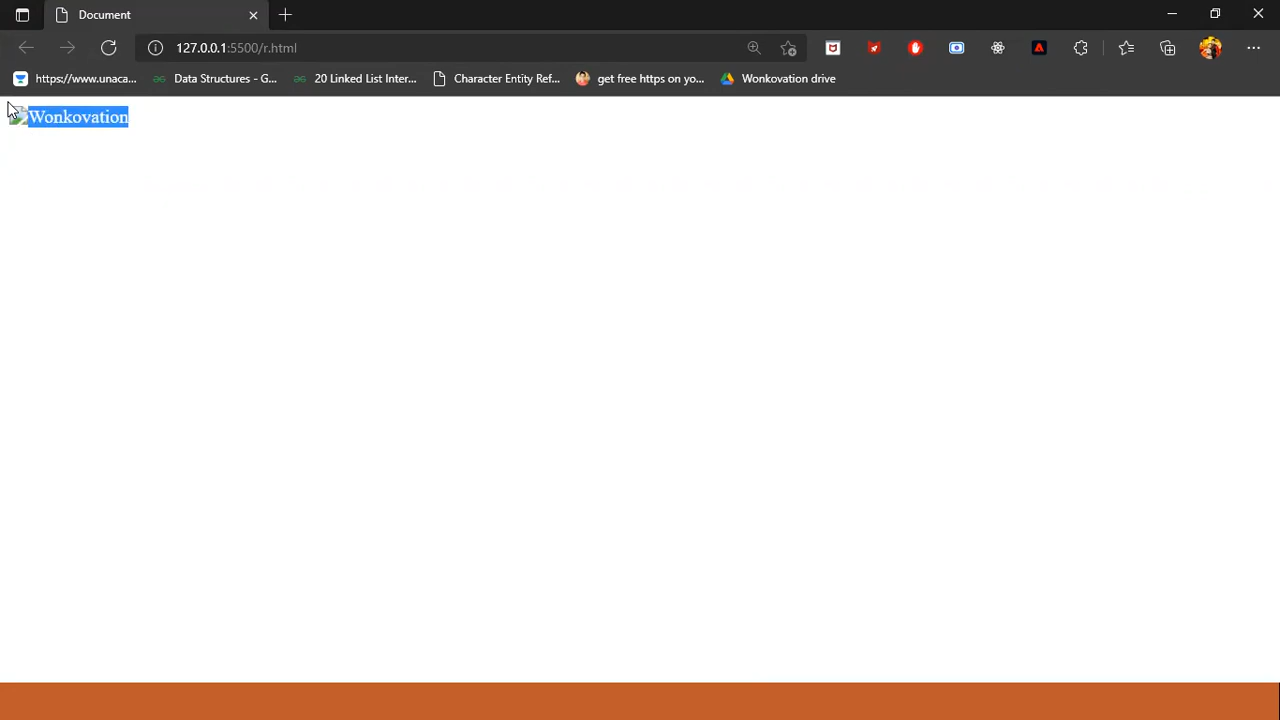 Document
127.0.0.1:5500/r.html
https://www.unaca... Data Structures - G... 20 Linked List Inter... Character Entity Ref... get free https on yo... Wonkovation drive
Wonkovation